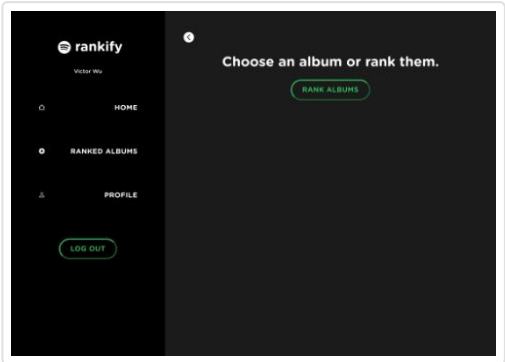 rankify
Victor Wu
HOME
RANKED ALBUMS
PROFILE
LOG OUT
Choose an album or rank them.
RANK ALBUMS